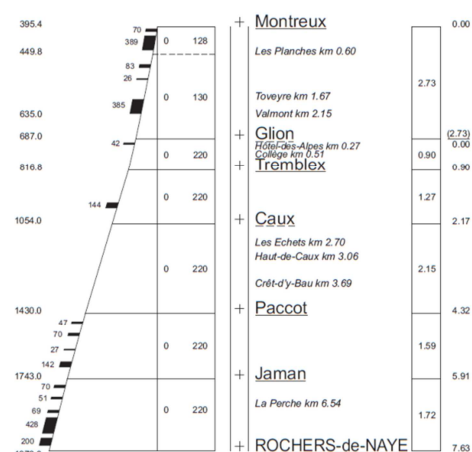 395.4 70 0 128 Montreux 0.00
389
449.8 Les Planches km 0.60
83
26 0 130 2.73
385 Toveyre km 1.67
635.0 Valmont km 2.15
687.0 Glion (2.73)
42 Hôtel-des-Alpes km 0.27 0.00
0 220 Collège km 0.51 0.90
816.8 Tremblex 0.90
144 0 220 1.27
1054.0 Caux 2.17
Les Echets km 2.70
Haut-de-Caux km 3.06
0 220 2.15
Crêt-d'y-Bau km 3.69
1430.0 Paccot 4.32
47
70
27 0 220 1.59
142
1743.0 Jaman 5.91
70
51
69 0 220 La Perche km 6.54 1.72
428
200 ROCHERS-de-NAYE 7.63